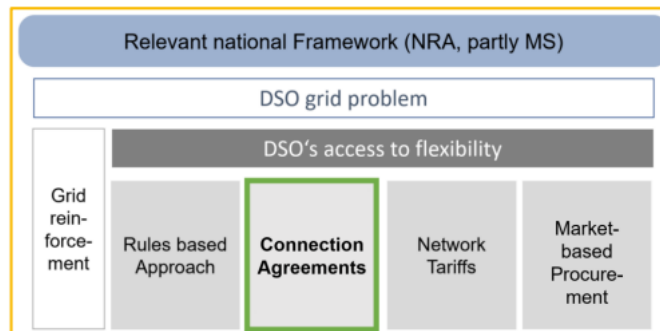 Relevant national Framework (NRA, partly MS)
DSO grid problem
DSO's access to flexibility
Grid
rein-
force-
ment
Rules based
Approach
Connection
Agreements
Network
Tariffs
Market-
based
Procure-
ment